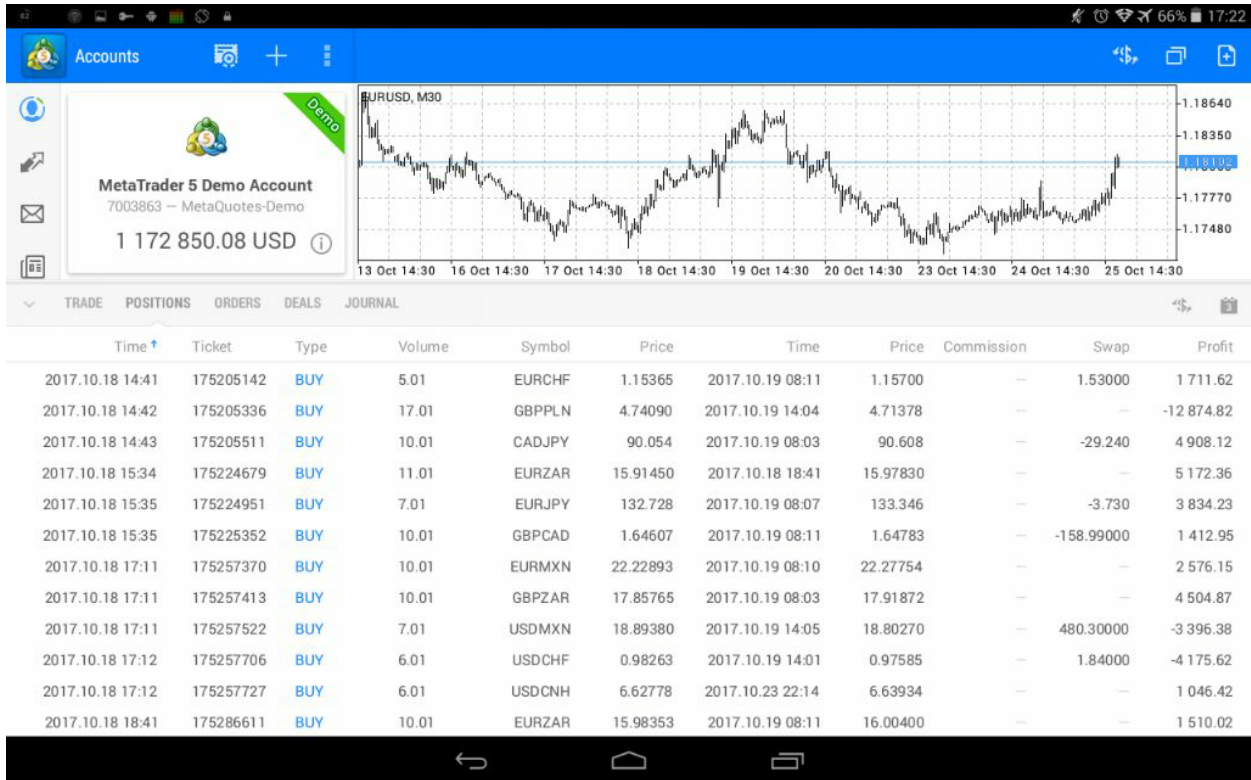 66% 17:22
Accounts
Demo
MetaTrader 5 Demo Account
7003863 — MetaQuotes-Demo
1 172 850.08 USD
EURUSD, M30
1.18640
1.18350
1.18102
1.17770
1.17480
13 Oct 14:30 16 Oct 14:30 17 Oct 14:30 18 Oct 14:30 19 Oct 14:30 20 Oct 14:30 23 Oct 14:30 24 Oct 14:30 25 Oct 14:30
TRADE POSITIONS ORDERS DEALS JOURNAL
Time Ticket Type Volume Symbol Price Time Price Commission Swap Profit
2017.10.18 14:41 175205142 BUY 5.01 EURCHF 1.15365 2017.10.19 08:11 1.15700 — 1.53000 1 711.62
2017.10.18 14:42 175205336 BUY 17.01 GBPPLN 4.74090 2017.10.19 14:04 4.71378 — — -12 874.82
2017.10.18 14:43 175205511 BUY 10.01 CADJPY 90.054 2017.10.19 08:03 90.608 — -29.240 4 908.12
2017.10.18 15:34 175224679 BUY 11.01 EURZAR 15.91450 2017.10.18 18:41 15.97830 — — 5 172.36
2017.10.18 15:35 175224951 BUY 7.01 EURJPY 132.728 2017.10.19 08:07 133.346 — -3.730 3 834.23
2017.10.18 15:35 175225352 BUY 10.01 GBPCAD 1.64607 2017.10.19 08:11 1.64783 — -158.99000 1 412.95
2017.10.18 17:11 175257370 BUY 10.01 EURMXN 22.22893 2017.10.19 08:10 22.27754 — — 2 576.15
2017.10.18 17:11 175257413 BUY 10.01 GBPZAR 17.85765 2017.10.19 08:03 17.91872 — — 4 504.87
2017.10.18 17:11 175257522 BUY 7.01 USDMXN 18.89380 2017.10.19 14:05 18.80270 — 480.30000 -3 396.38
2017.10.18 17:12 175257706 BUY 6.01 USDCHF 0.98263 2017.10.19 14:01 0.97585 — 1.84000 -4 175.62
2017.10.18 17:12 175257727 BUY 6.01 USDCNH 6.62778 2017.10.23 22:14 6.63934 — — 1 046.42
2017.10.18 18:41 175286611 BUY 10.01 EURZAR 15.98353 2017.10.19 08:11 16.00400 — — 1 510.02